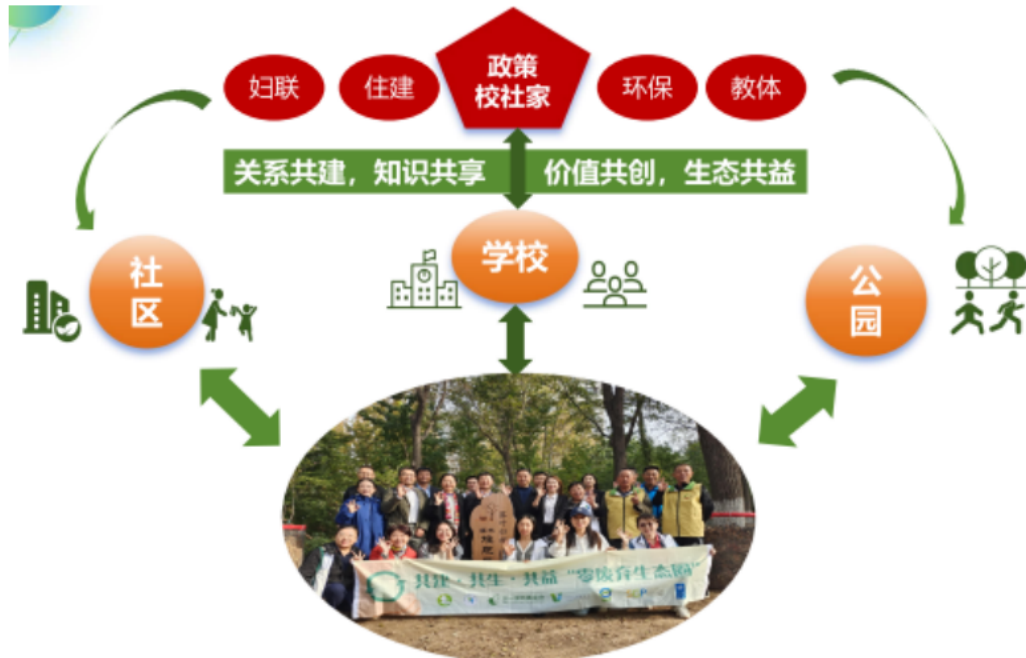 妇联
住建
政策
校社家
环保
教体
关系共建，知识共享
价值共创，生态共益
社
区
学校
公
园
共建·共生·共益“零废弃生态圈”